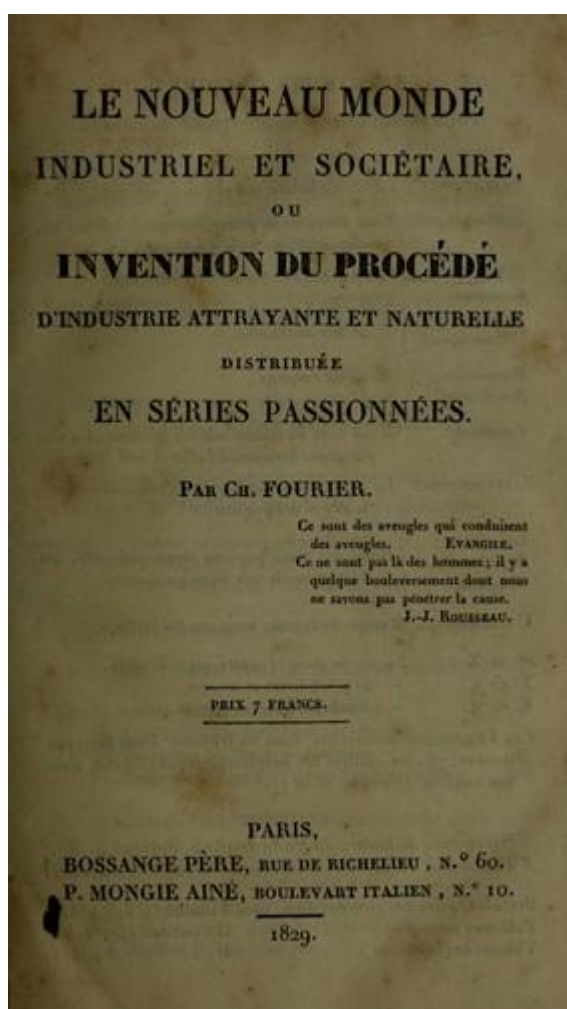 LE NOUVEAU MONDE
INDUSTRIEL ET SOCIÉTAIRE,
OU
INVENTION DU PROCÉDÉ
D'INDUSTRIE ATTRAYANTE ET NATURELLE
DISTRIBUÉE
EN SÉRIES PASSIONNÉES.
PAR CH. FOURIER.
Ce sont des aveugles qui conduisent
des aveugles. EVANGILE.
Ce ne sont pas là des hommes; il y a
quelque bouleversement dont nous
ne savons pas pénétrer la cause.
J.-J. ROUSSEAU.
PRIX 7 FRANCS.
PARIS,
BOSSANGE PÈRE, RUE DE RICHELIEU, N.° 60.
P. MONGIE AINÉ, BOULEVART ITALIEN, N.° 10.
1829.